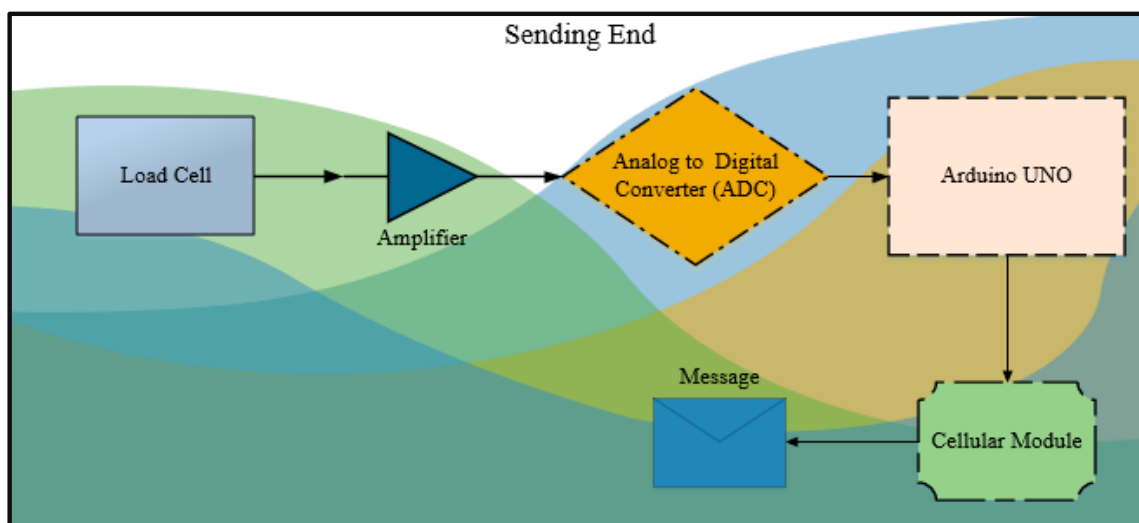 Sending End
Load Cell
Amplifier
Analog to Digital
Converter (ADC)
Arduino UNO
Message
Cellular Module